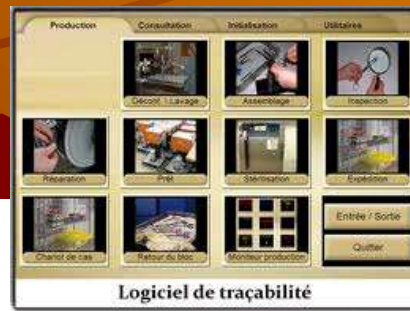 Production Consultation Initialisation Utilitaires
Décont. \ Lavage Assemblage Inspection
Réparation Prêt Stérilisation Expédition
Entrée / Sortie
Quitter
Chariot de cas Retour du bloc Moniteur production
Logiciel de traçabilité